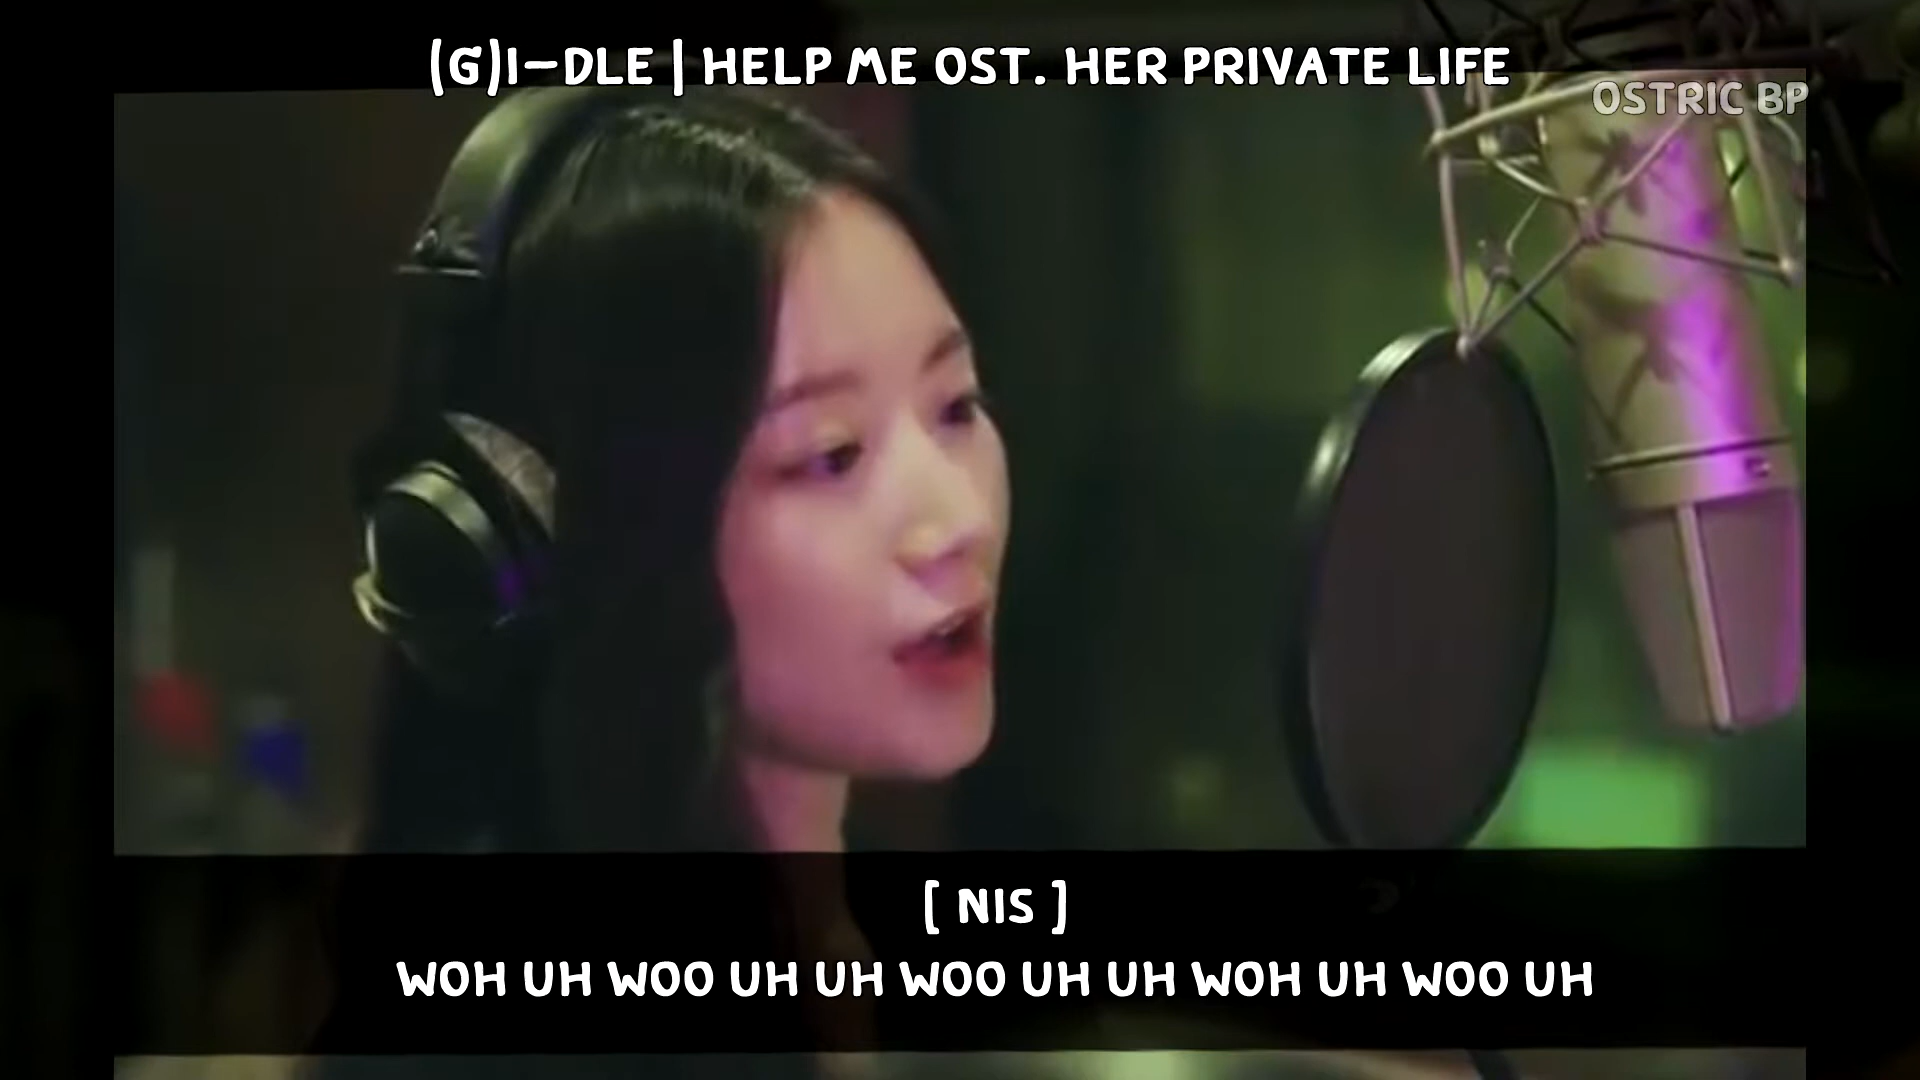 (G)I-DLE | HELP ME OST. HER PRIVATE LIFE
OSTRIC BP
[ NIS ]
WOH UH WOO UH UH WOO UH UH WOH UH WOO UH